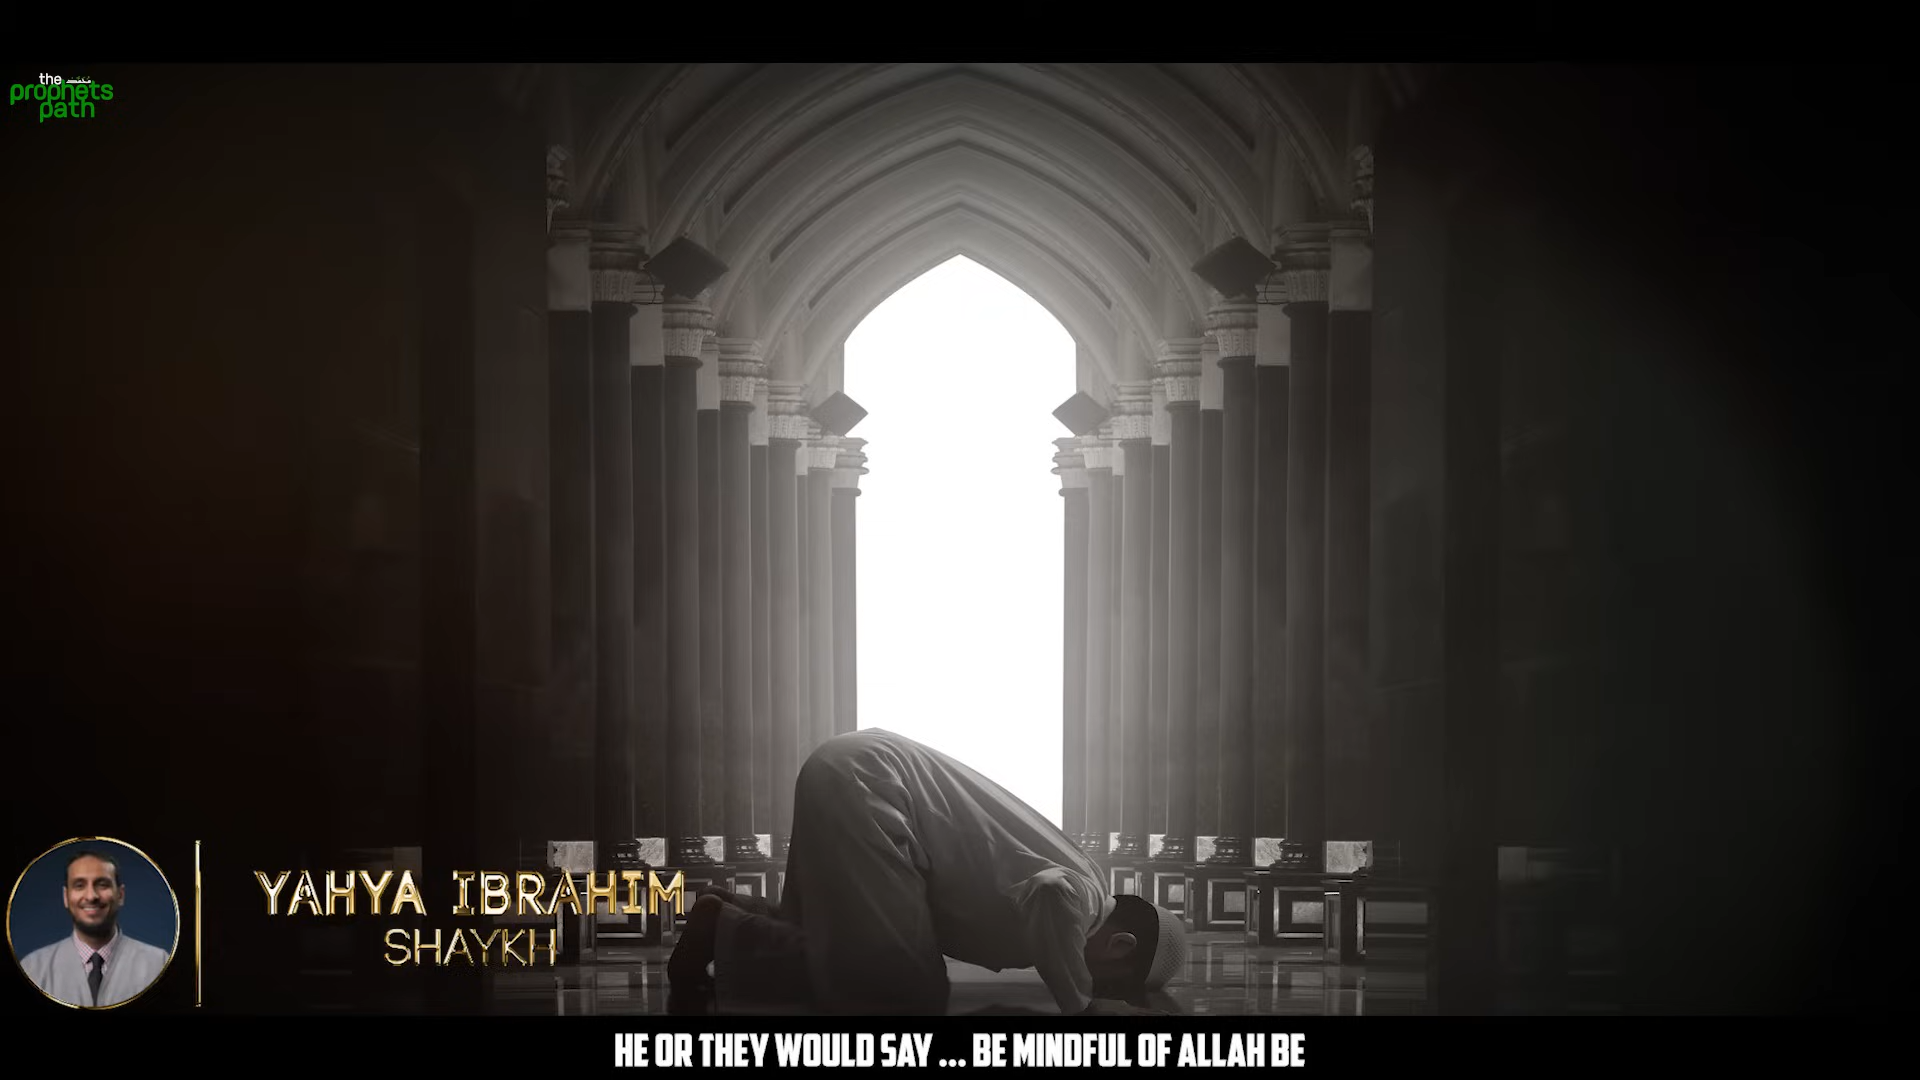 the
prophets
path
YAHYA IBRAHIM
SHAYKH
HE OR THEY WOULD SAY ... BE MINDFUL OF ALLAH BE